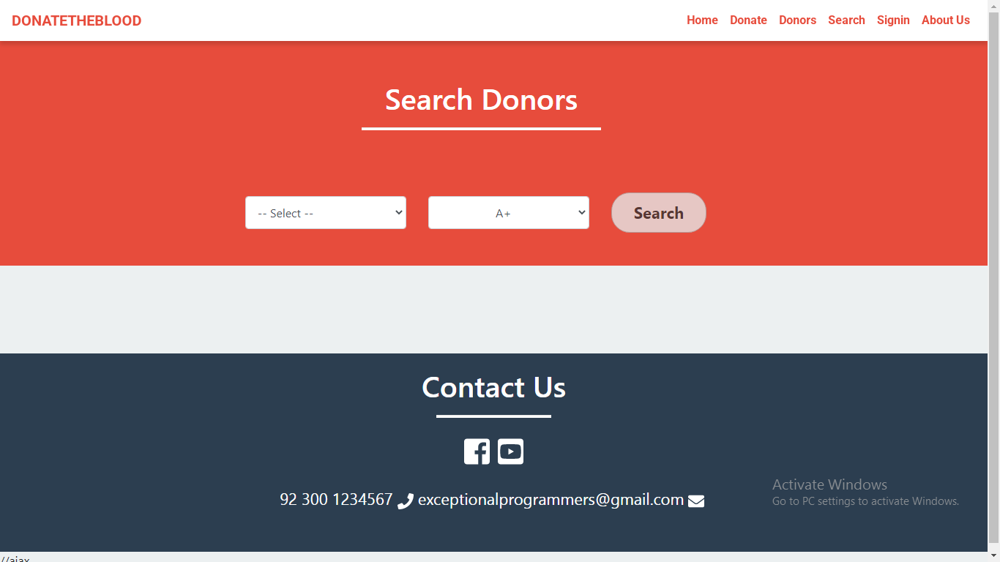 DONATETHEBLOOD Home Donate Donors Search Signin About Us
Search Donors
-- Select -- A+ Search
Contact Us
92 300 1234567 exceptionalprogrammers@gmail.com
Activate Windows
Go to PC settings to activate Windows.
//ajax